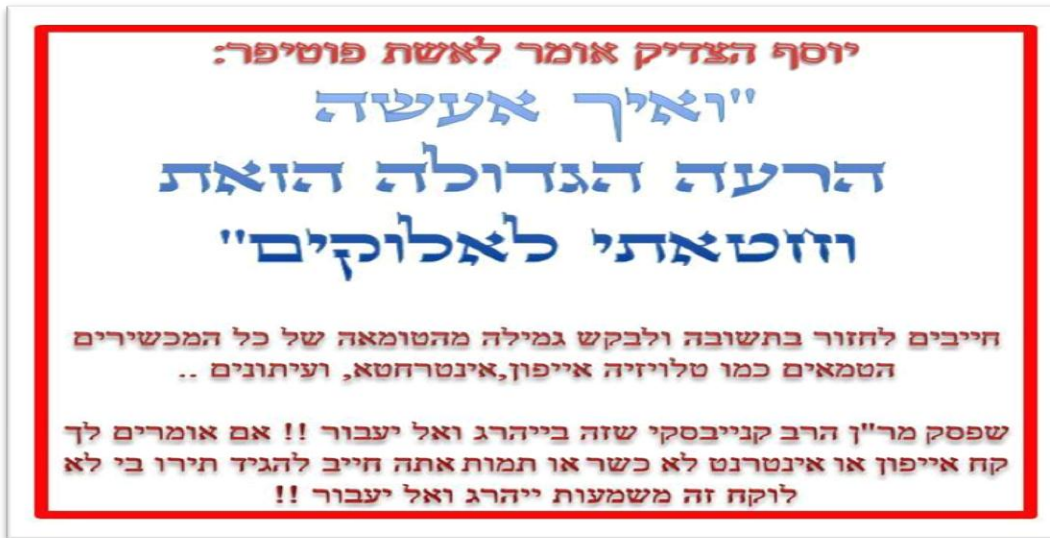 יוסף הצדיק אומר לאשת פוטיפר:
"ואיך אעשה
הרעה הגדולה הזאת
וחטאתי לאלוקים"
חייבים לחזור בתשובה ולבקש גמילה מהטומאה של כל המכשירים
הטמאים כמו טלויזיה אייפון,אינטרחטא, ועיתונים ..
שפסק מר"ן הרב קנייבסקי שזה בייהרג ואל יעבור !! אם אומרים לך
קח אייפון או אינטרנט לא כשר או תמות אתה חייב להגיד תירו בי לא
לוקח זה משמעות ייהרג ואל יעבור !!